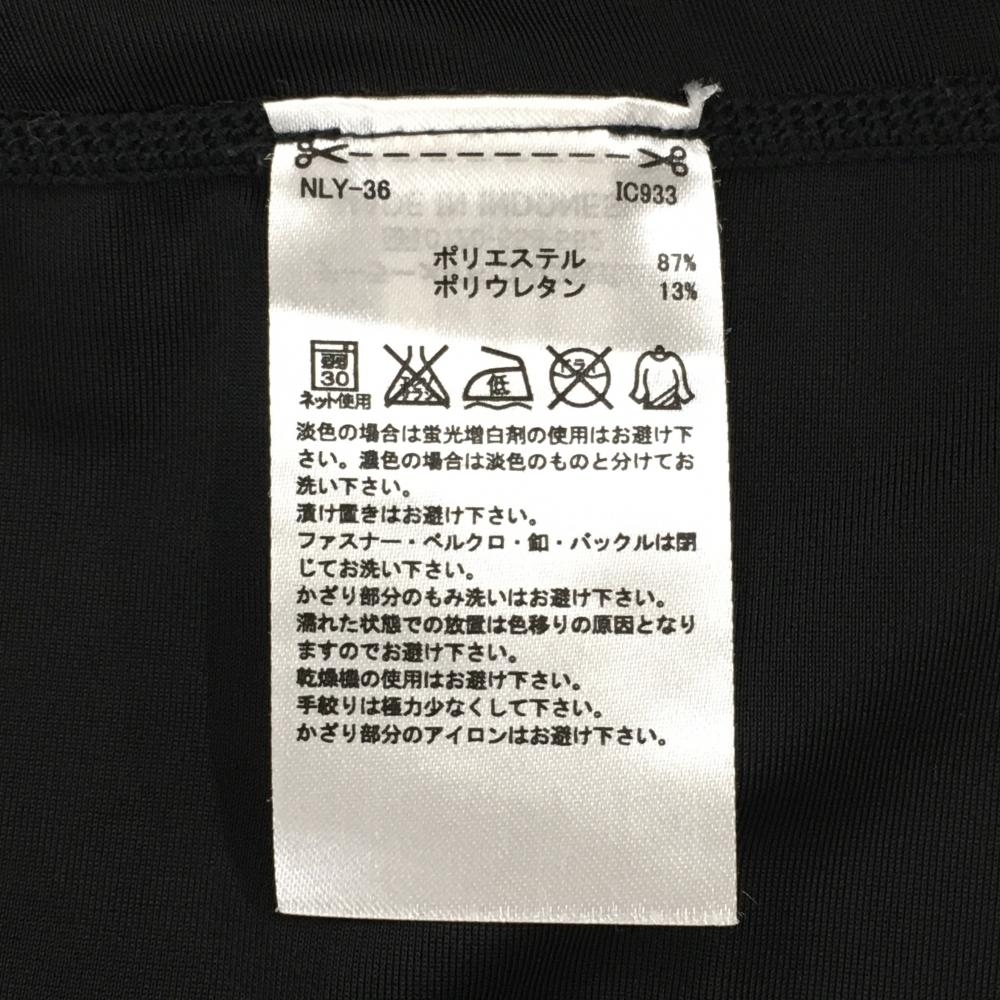 NLY-36 IC933
ポリエステル 87%
ポリウレタン 13%
弱
30
ネット使用
エンソ
サラシ
低
ドライ
淡色の場合は蛍光増白剤の使用はお避け下
さい。濃色の場合は淡色のものと分けてお
洗い下さい。
漬け置きはお避け下さい。
ファスナー・ベルクロ・釦・バックルは閉
じてお洗い下さい。
かざり部分のもみ洗いはお避け下さい。
濡れた状態での放置は色移りの原因となり
ますのでお避け下さい。
乾燥機の使用はお避け下さい。
手絞りは極力少なくして下さい。
かざり部分のアイロンはお避け下さい。